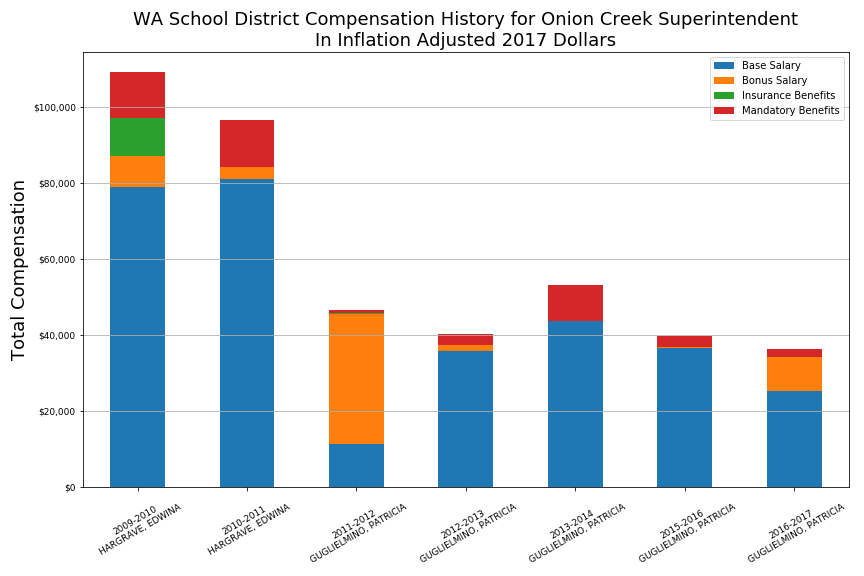 WA School District Compensation History for Onion Creek Superintendent
In Inflation Adjusted 2017 Dollars
Base Salary
Bonus Salary
Insurance Benefits
Mandatory Benefits
Total Compensation
$100,000
$80,000
$60,000
$40,000
$20,000
$0
2009-2010
HARGRAVE, EDWINA
2010-2011
HARGRAVE, EDWINA
2011-2012
GUGLIELMINO, PATRICIA
2012-2013
GUGLIELMINO, PATRICIA
2013-2014
GUGLIELMINO, PATRICIA
2015-2016
GUGLIELMINO, PATRICIA
2016-2017
GUGLIELMINO, PATRICIA